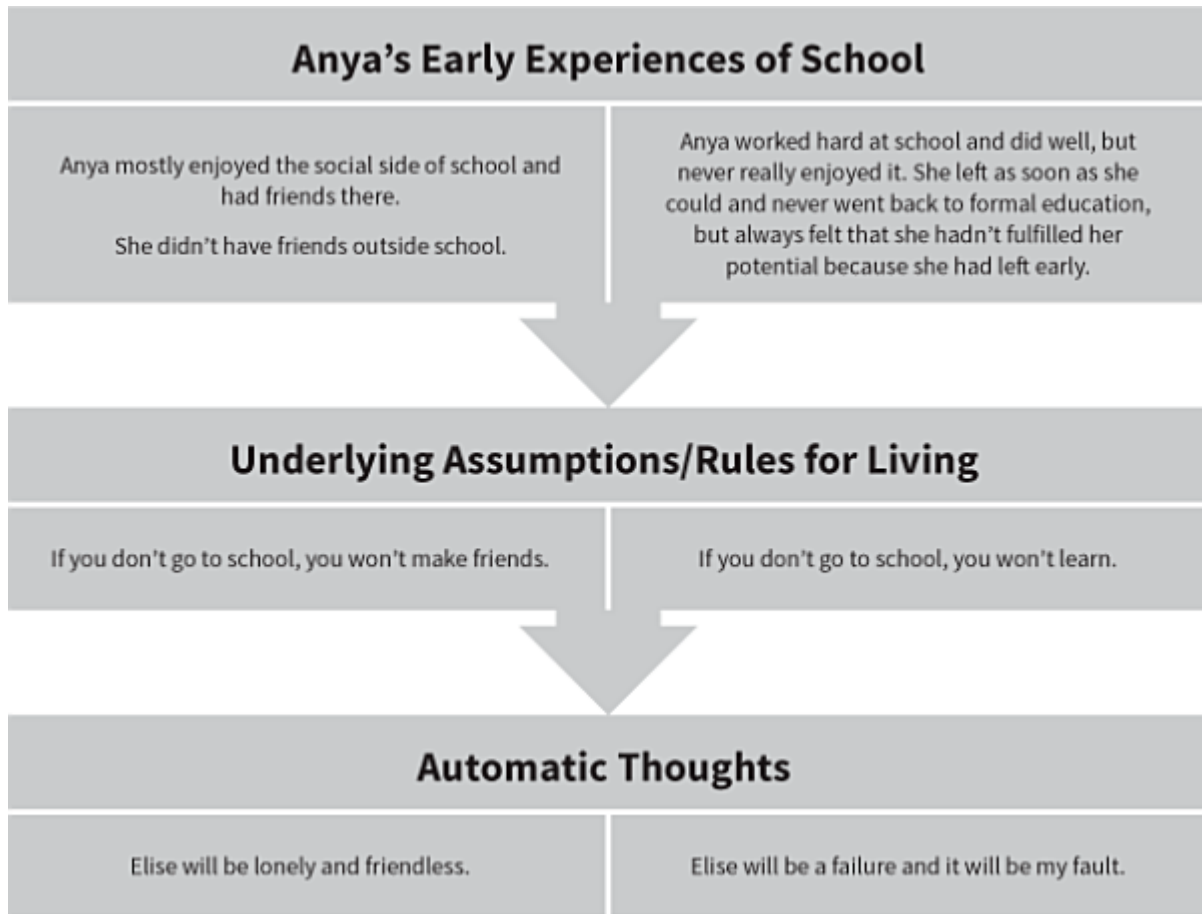 Anya’s Early Experiences of School
Anya mostly enjoyed the social side of school and
had friends there.
She didn’t have friends outside school.
Anya worked hard at school and did well, but
never really enjoyed it. She left as soon as she
could and never went back to formal education,
but always felt that she hadn’t fulfilled her
potential because she had left early.
Underlying Assumptions/Rules for Living
If you don’t go to school, you won’t make friends.
If you don’t go to school, you won’t learn.
Automatic Thoughts
Elise will be lonely and friendless.
Elise will be a failure and it will be my fault.